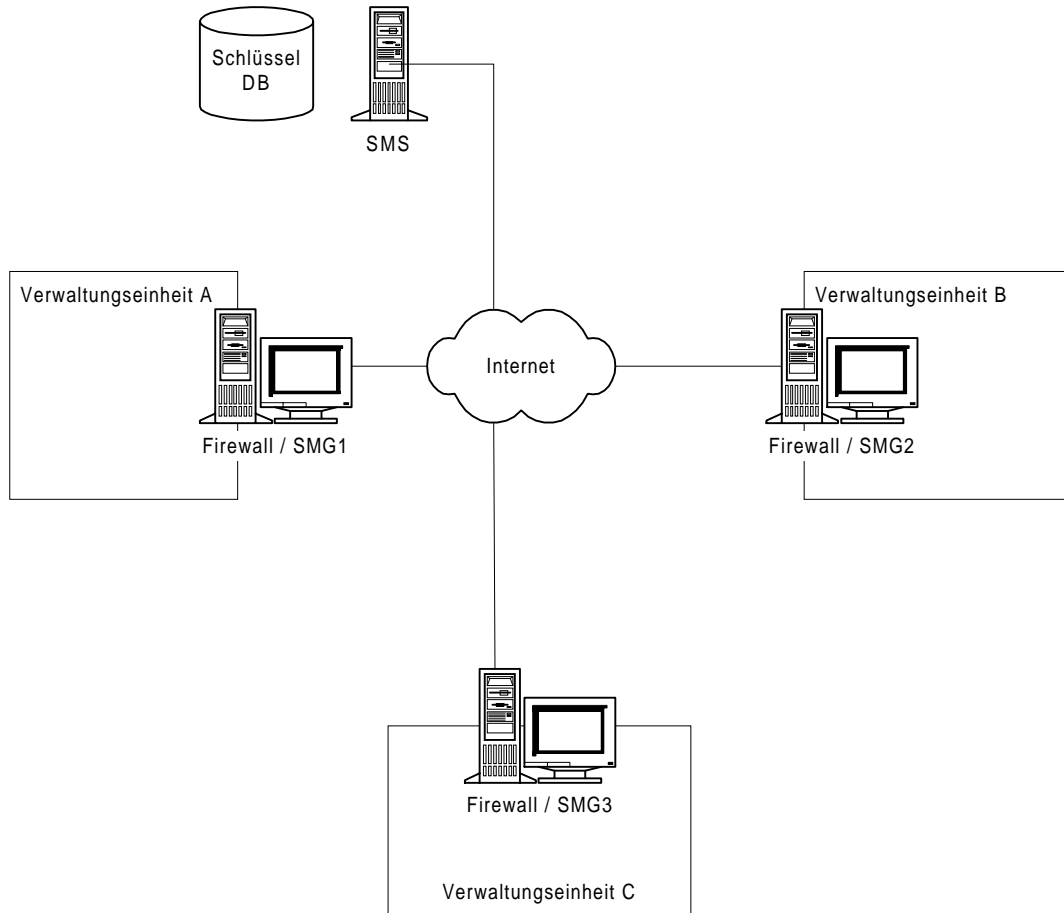 Schlüssel
DB
SMS
Verwaltungseinheit A
Verwaltungseinheit B
Internet
Firewall / SMG1
Firewall / SMG2
Firewall / SMG3
Verwaltungseinheit C